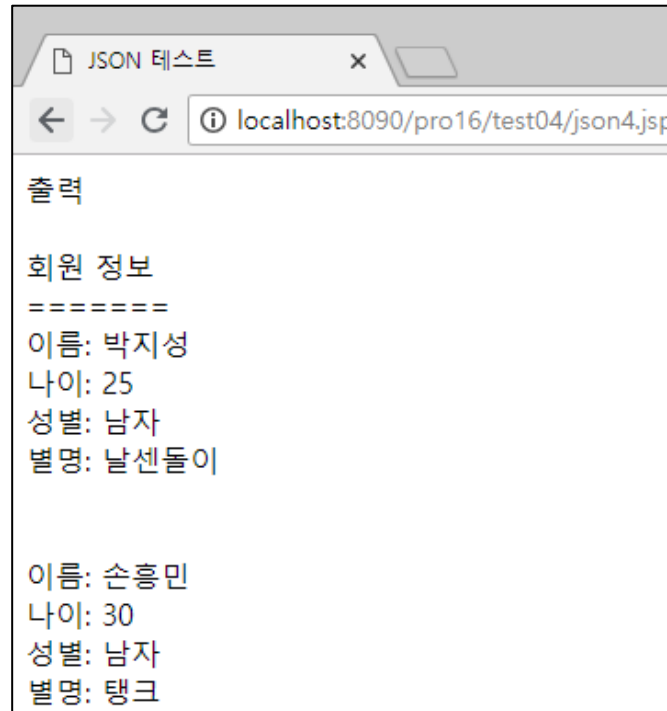 JSON 테스트
localhost:8090/pro16/test04/json4.jsp
출력
회원 정보
=======
이름: 박지성
나이: 25
성별: 남자
별명: 날센돌이
이름: 손흥민
나이: 30
성별: 남자
별명: 탱크